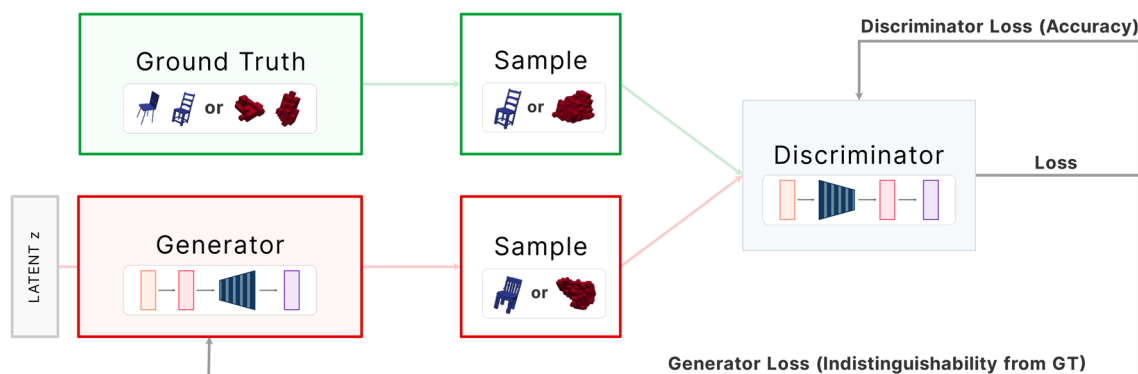 Discriminator Loss (Accuracy)
Ground Truth
or
Sample
or
Discriminator
Loss
LATENT z
Generator
Sample
or
Generator Loss (Indistinguishability from GT)